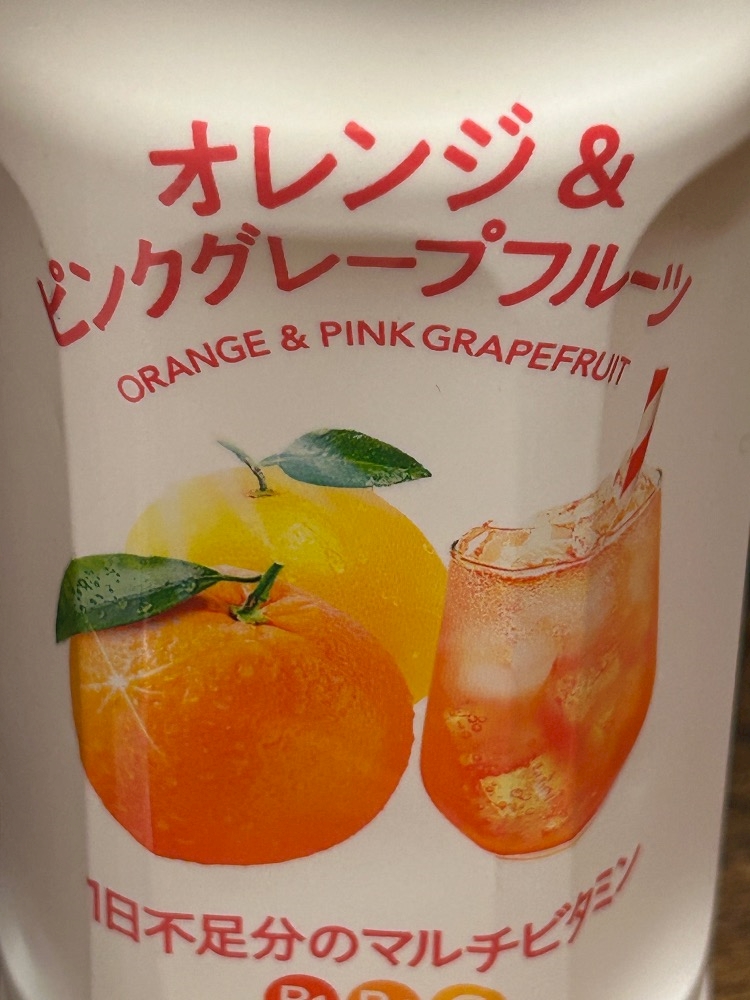 オレンジ&
ピンクグレープフルーツ
ORANGE & PINK GRAPEFRUIT
1日不足分のマルチビタミン